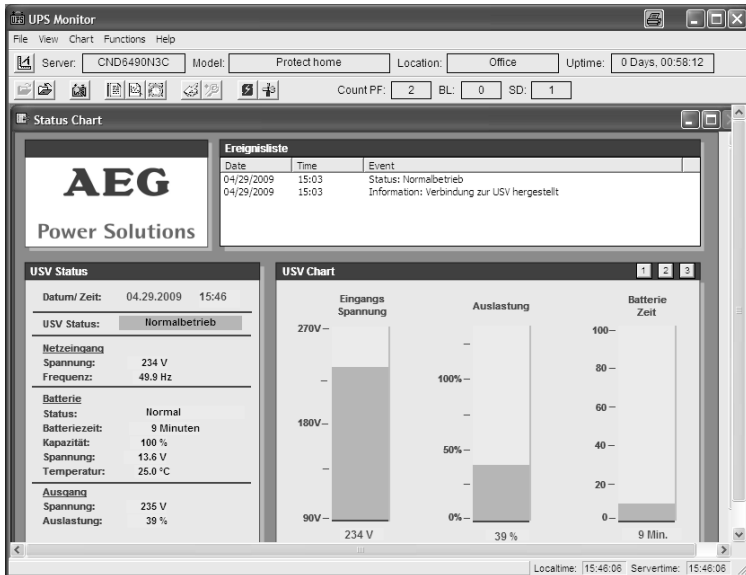 UPS Monitor
File View Chart Functions Help
Server: CND6490N3C Model: Protect home Location: Office Uptime: 0 Days, 00:58:12
Count PF: 2 BL: 0 SD: 1
Status Chart
AEG
Power Solutions
Ereignisliste
Date Time Event
04/29/2009 15:03 Status: Normalbetrieb
04/29/2009 15:03 Information: Verbindung zur USV hergestellt
USV Status
Datum/ Zeit: 04.29.2009 15:46
USV Status: Normalbetrieb
Netzeingang
Spannung: 234 V
Frequenz: 49.9 Hz
Batterie
Status: Normal
Batteriezeit: 9 Minuten
Kapazität: 100 %
Spannung: 13.6 V
Temperatur: 25.0 °C
Ausgang
Spannung: 235 V
Auslastung: 39 %
USV Chart 1 2 3
Eingangs
Spannung
270V
180V
90V
234 V
Auslastung
100%
50%
0%
39 %
Batterie
Zeit
100
80
60
40
20
0
9 Min.
Localtime: 15:46:06 Servertime: 15:46:06